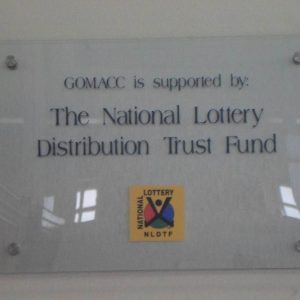 GOMACC is supported by:
The National Lottery
Distribution Trust Fund
NATIONAL LOTTERY
NLDTF